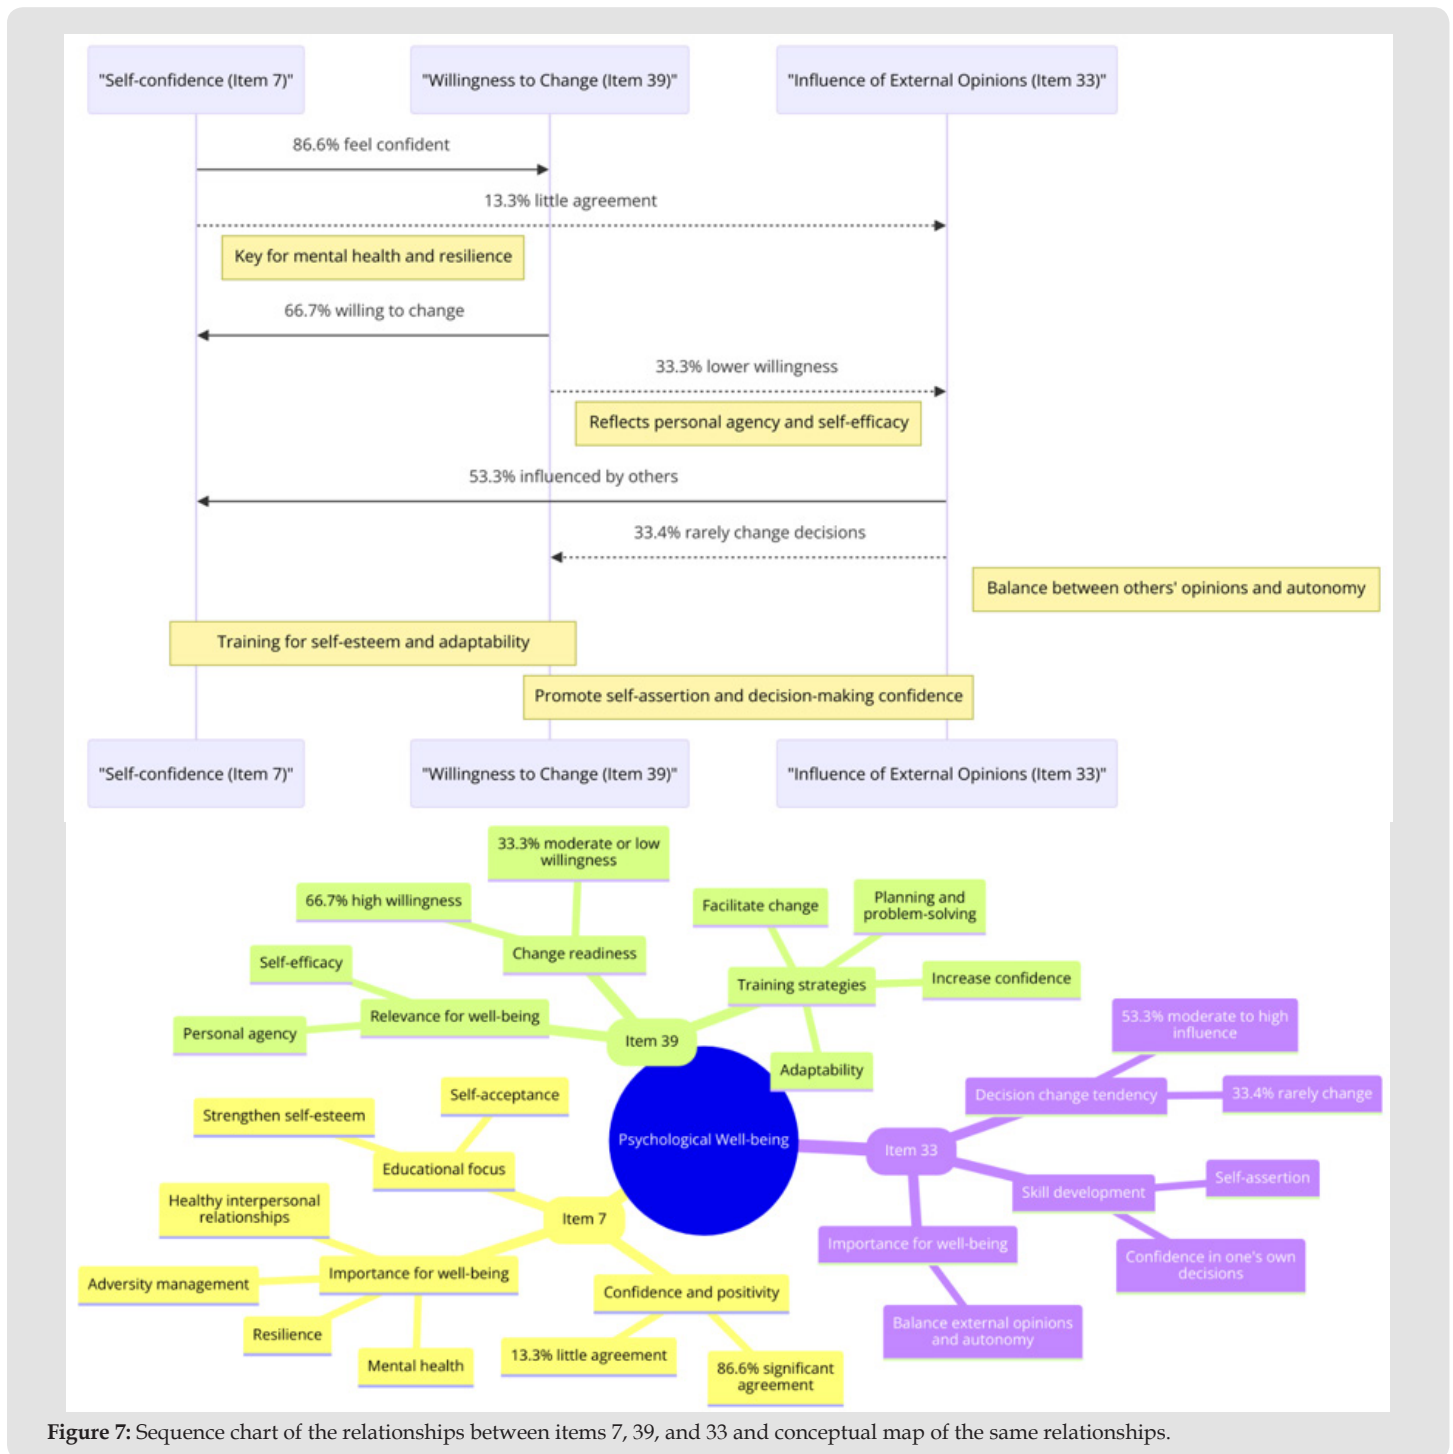 "Self-confidence (Item 7)"
"Willingness to Change (Item 39)"
"Influence of External Opinions (Item 33)"
86.6% feel confident
13.3% little agreement
Key for mental health and resilience
66.7% willing to change
33.3% lower willingness
Reflects personal agency and self-efficacy
53.3% influenced by others
33.4% rarely change decisions
Balance between others' opinions and autonomy
Training for self-esteem and adaptability
Promote self-assertion and decision-making confidence
"Self-confidence (Item 7)"
"Willingness to Change (Item 39)"
"Influence of External Opinions (Item 33)"
33.3% moderate or low
willingness
66.7% high willingness
Change readiness
Self-efficacy
Relevance for well-being
Personal agency
Item 39
Facilitate change
Planning and
problem-solving
Training strategies
Increase confidence
Adaptability
53.3% moderate to high
influence
Decision change tendency
33.4% rarely change
Psychological Well-being
Item 33
Skill development
Self-assertion
Confidence in one's own
decisions
Importance for well-being
Balance external opinions
and autonomy
Self-acceptance
Strengthen self-esteem
Educational focus
Item 7
Healthy interpersonal
relationships
Importance for well-being
Adversity management
Resilience
Mental health
Confidence and positivity
13.3% little agreement
86.6% significant
agreement
Figure 7: Sequence chart of the relationships between items 7, 39, and 33 and conceptual map of the same relationships.